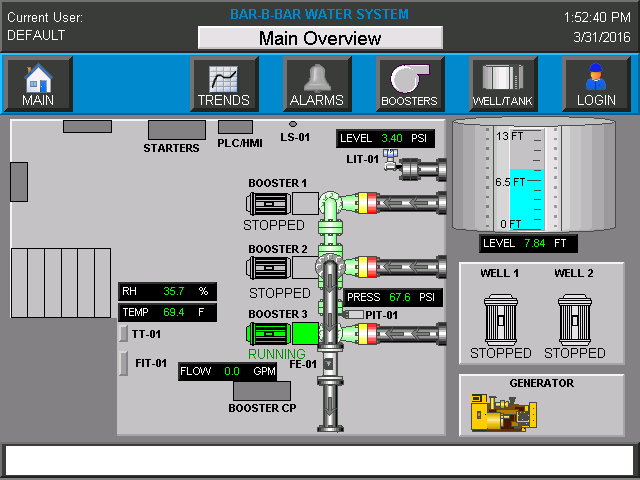 Current User:
DEFAULT
BAR-B-BAR WATER SYSTEM
Main Overview
1:52:40 PM
3/31/2016
MAIN
TRENDS
ALARMS
BOOSTERS
WELL/TANK
LOGIN
STARTERS
PLC/HMI
LS-01
LEVEL 3.40 PSI
LIT-01
13 FT
6.5 FT
0 FT
LEVEL 7.84 FT
BOOSTER 1
STOPPED
BOOSTER 2
STOPPED
RH 35.7 %
TEMP 69.4 F
PRESS 67.6 PSI
BOOSTER 3
PIT-01
RUNNING
TT-01
FIT-01
FE-01
FLOW 0.0 GPM
BOOSTER CP
WELL 1
WELL 2
STOPPED
STOPPED
GENERATOR